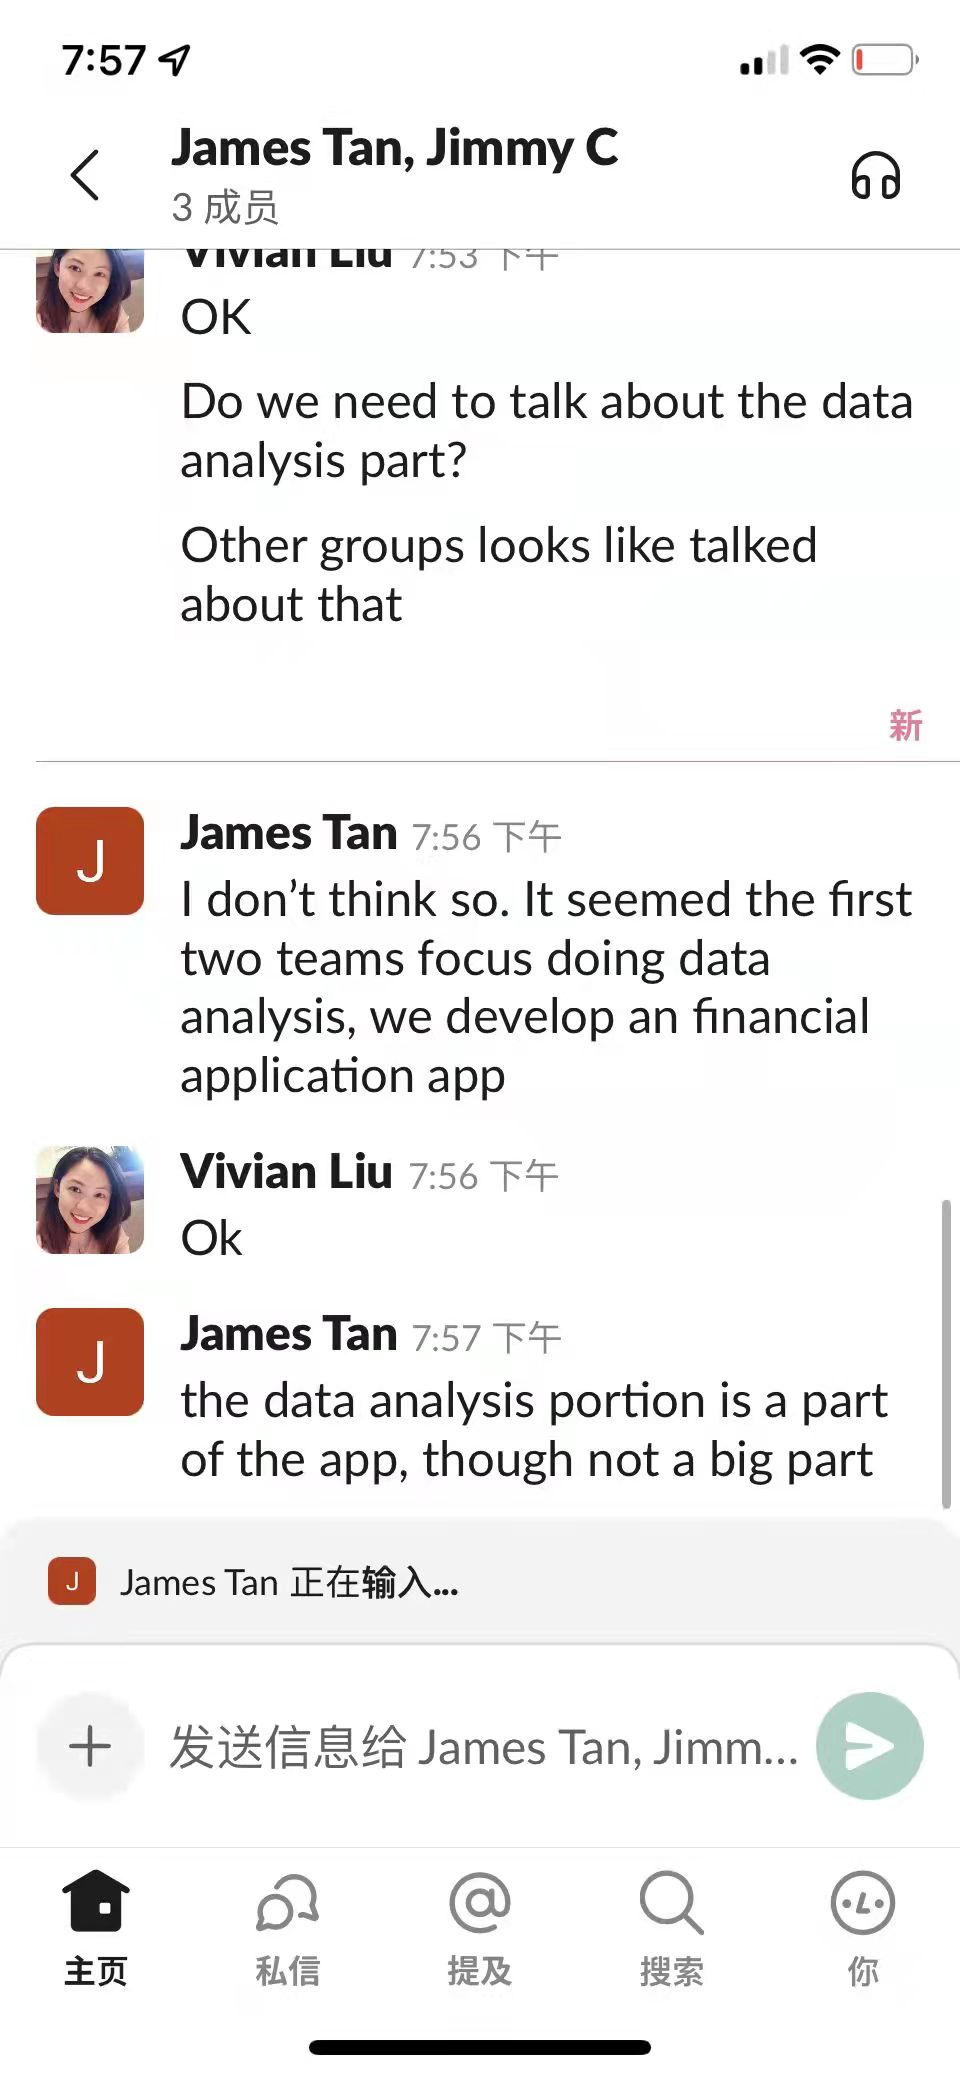 7:57
James Tan, Jimmy C
3 成员
Vivian Liu 7:53 下午
OK
Do we need to talk about the data
analysis part?
Other groups looks like talked
about that
新
J
James Tan 7:56 下午
I don’t think so. It seemed the first
two teams focus doing data
analysis, we develop an financial
application app
Vivian Liu 7:56 下午
Ok
J
James Tan 7:57 下午
the data analysis portion is a part
of the app, though not a big part
J James Tan 正在输入...
发送信息给 James Tan, Jimm...
主页 私信 提及 搜索 你